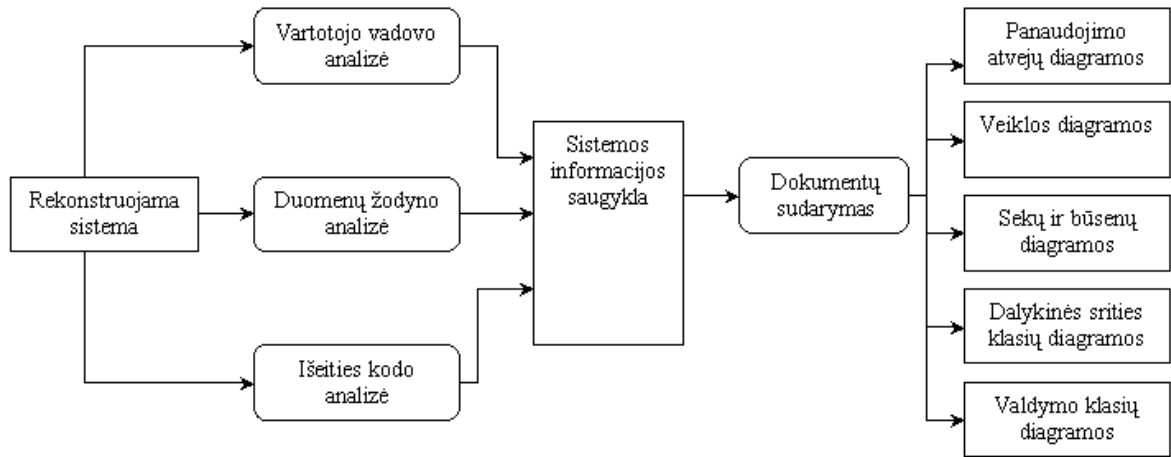 Rekonstruojama
sistema
Vartotojo vadovo
analizė
Duomenų žodyno
analizė
Išeities kodo
analizė
Sistemos
informacijos
saugykla
Dokumentų
sudarymas
Panaudojimo
atvejų diagramos
Veiklos diagramos
Sekų ir būsenų
diagramos
Dalykinės srities
klasių diagramos
Valdymo klasių
diagramos